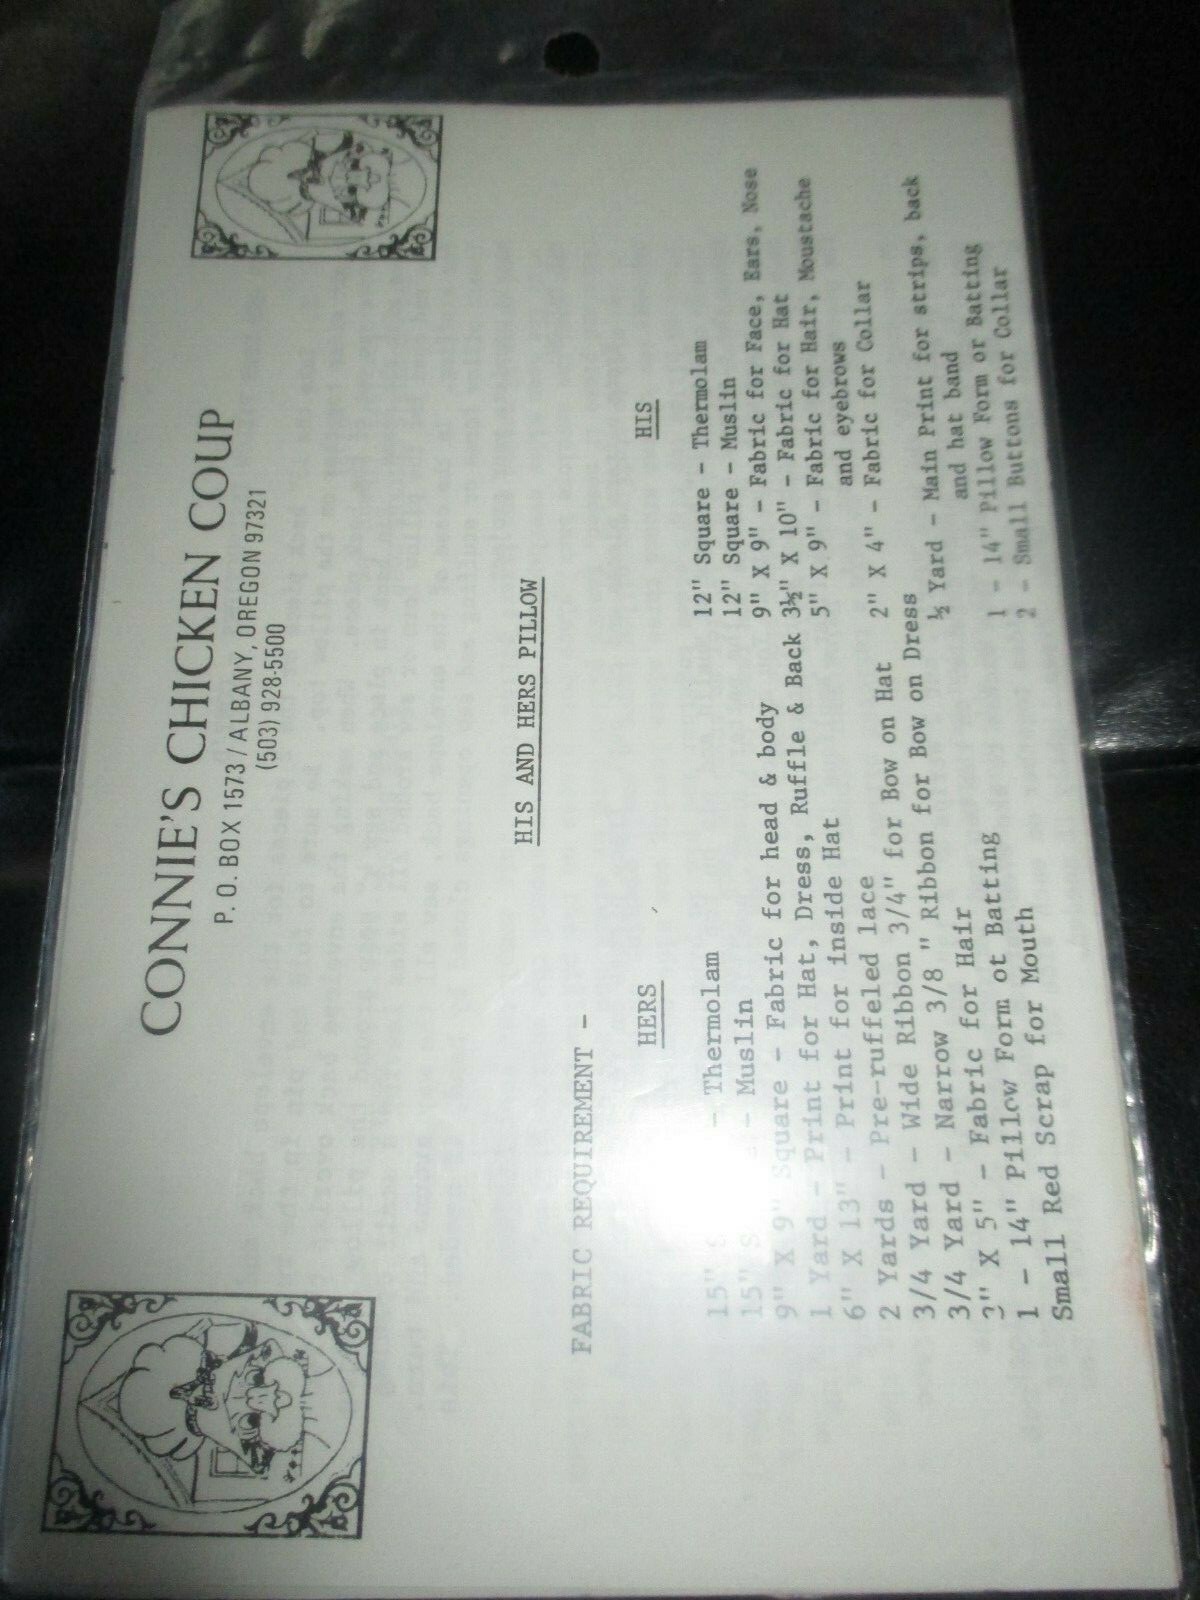 CONNIE'S CHICKEN COUP
P. O. BOX 1573 / ALBANY, OREGON 97321
(503) 928-5500
HIS AND HERS PILLOW
FABRIC REQUIREMENT -
HERS
15" - Thermolam
15" - Muslin
9" X 9" Square - Fabric for head & body
1 Yard - Print for Hat, Dress, Ruffle & Back
6" X 13" - Print for inside Hat
2 Yards - Pre-ruffeled lace
3/4 Yard - Wide Ribbon 3/4" for Bow on Hat
3/4 Yard - Narrow 3/8 " Ribbon for Bow on Dress
X 5" - Fabric for Hair
1 - 14" Pillow Form ot Batting
Small Red Scrap for Mouth
HIS
12" Square - Thermolam
12" Square - Muslin
9" X 9" - Fabric for Face, Ears, Nose
3½" X 10" - Fabric for Hat
5" X 9" - Fabric for Hair, Moustache
and eyebrows
2" X 4" - Fabric for Collar
½ Yard - Main Print for strips, back
and hat band
1 - 14" Pillow Form or Batting
2 - Small Buttons for Collar